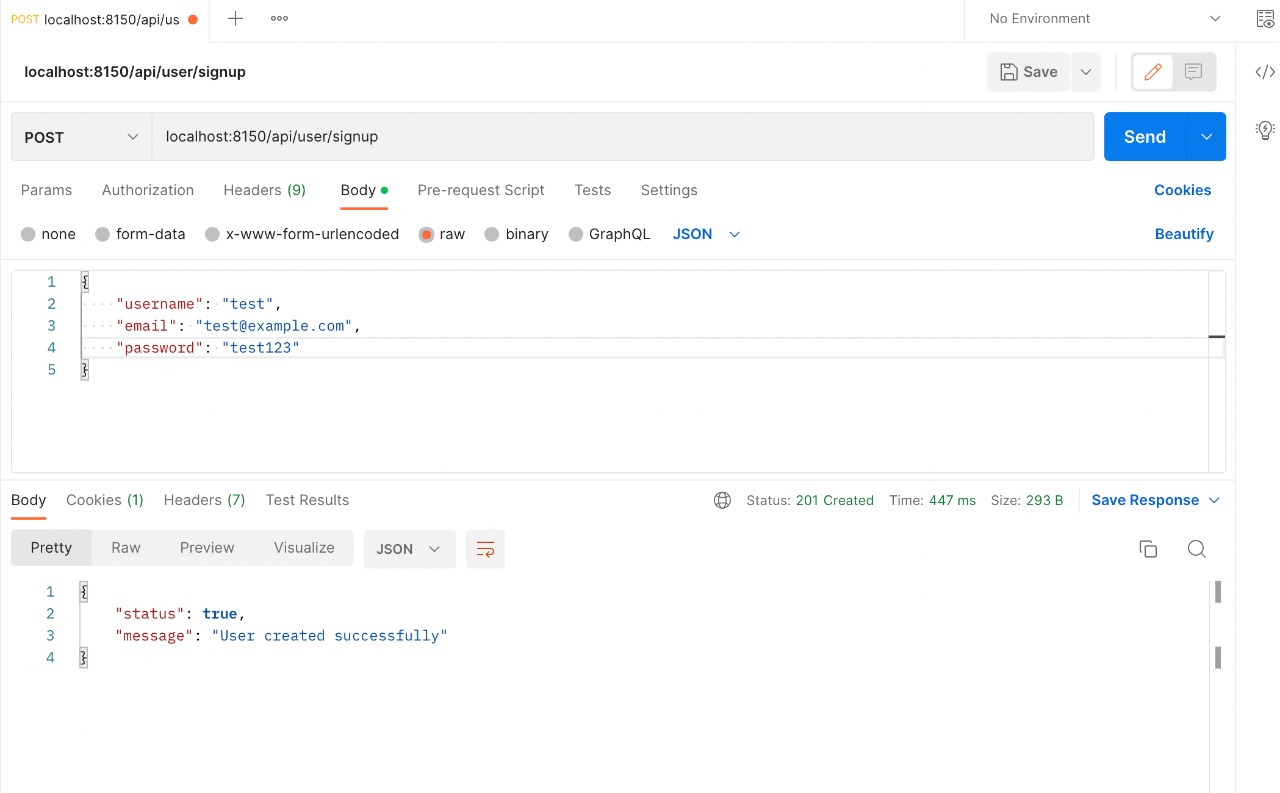 POST localhost:8150/api/us
No Environment
localhost:8150/api/user/signup
Save
POST localhost:8150/api/user/signup Send
Params Authorization Headers (9) Body Pre-request Script Tests Settings Cookies
none form-data x-www-form-urlencoded raw binary GraphQL JSON Beautify
1 {
2 "username": "test",
3 "email": "test@example.com",
4 "password": "test123"
5 }
Body Cookies (1) Headers (7) Test Results Status: 201 Created Time: 447 ms Size: 293 B Save Response
Pretty Raw Preview Visualize JSON
1 {
2 "status": true,
3 "message": "User created successfully"
4 }